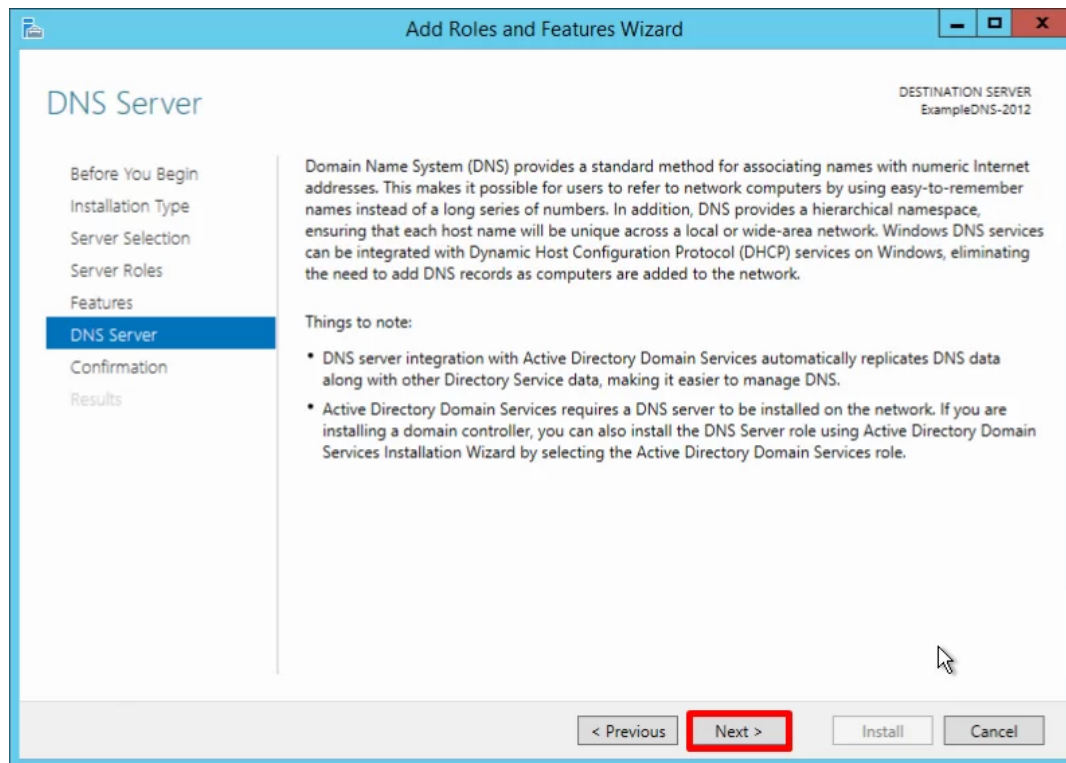 Add Roles and Features Wizard
DNS Server
DESTINATION SERVER
ExampleDNS-2012
Before You Begin
Installation Type
Server Selection
Server Roles
Features
DNS Server
Confirmation
Results
Domain Name System (DNS) provides a standard method for associating names with numeric Internet
addresses. This makes it possible for users to refer to network computers by using easy-to-remember
names instead of a long series of numbers. In addition, DNS provides a hierarchical namespace,
ensuring that each host name will be unique across a local or wide-area network. Windows DNS services
can be integrated with Dynamic Host Configuration Protocol (DHCP) services on Windows, eliminating
the need to add DNS records as computers are added to the network.
Things to note:
• DNS server integration with Active Directory Domain Services automatically replicates DNS data
along with other Directory Service data, making it easier to manage DNS.
• Active Directory Domain Services requires a DNS server to be installed on the network. If you are
installing a domain controller, you can also install the DNS Server role using Active Directory Domain
Services Installation Wizard by selecting the Active Directory Domain Services role.
< Previous
Next >
Install
Cancel